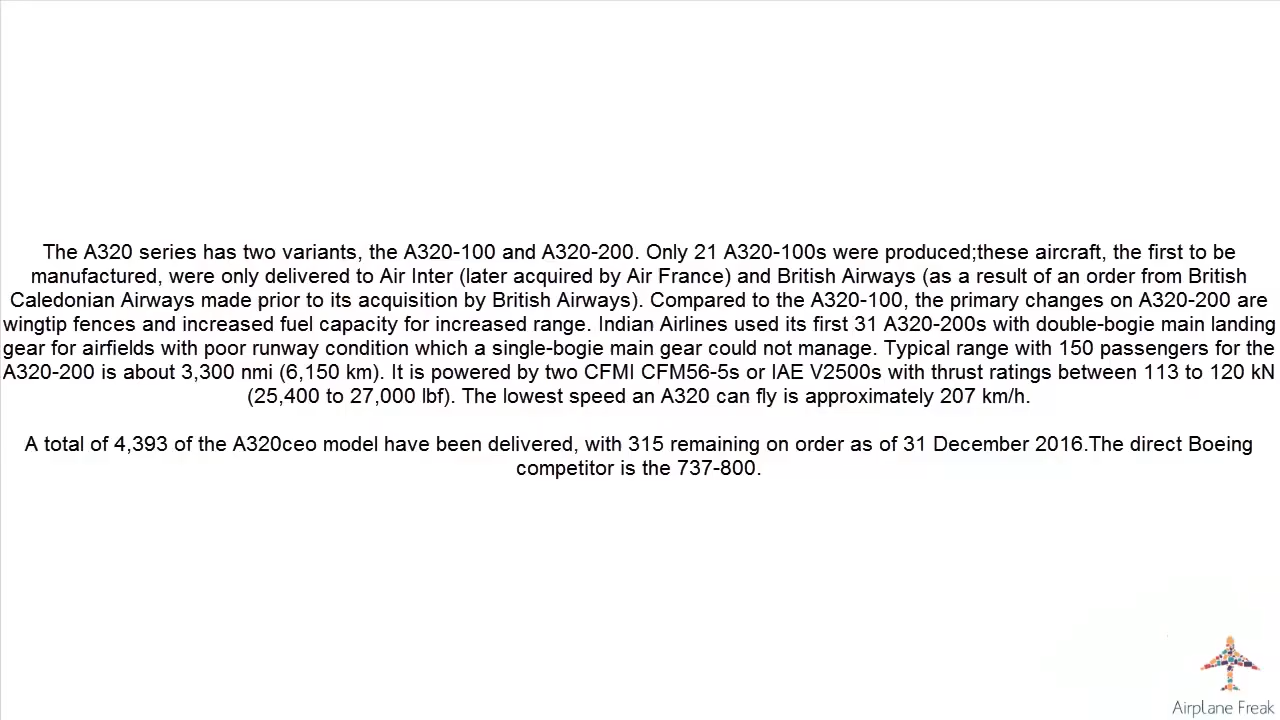 The A320 series has two variants, the A320-100 and A320-200. Only 21 A320-100s were produced;these aircraft, the first to be
manufactured, were only delivered to Air Inter (later acquired by Air France) and British Airways (as a result of an order from British
Caledonian Airways made prior to its acquisition by British Airways). Compared to the A320-100, the primary changes on A320-200 are
wingtip fences and increased fuel capacity for increased range. Indian Airlines used its first 31 A320-200s with double-bogie main landing
gear for airfields with poor runway condition which a single-bogie main gear could not manage. Typical range with 150 passengers for the
A320-200 is about 3,300 nmi (6,150 km). It is powered by two CFMI CFM56-5s or IAE V2500s with thrust ratings between 113 to 120 kN
(25,400 to 27,000 lbf). The lowest speed an A320 can fly is approximately 207 km/h.
A total of 4,393 of the A320ceo model have been delivered, with 315 remaining on order as of 31 December 2016.The direct Boeing
competitor is the 737-800.
Airplane Freak